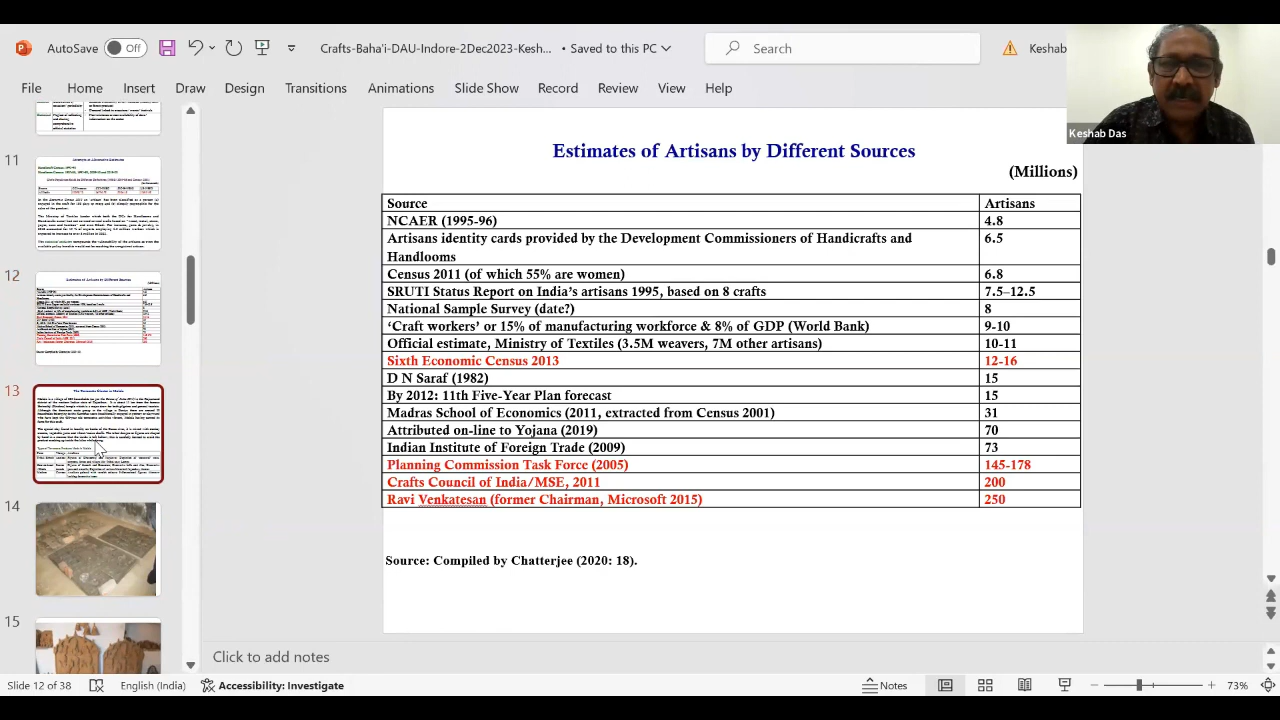 AutoSave Off Crafts-Baha'i-DAU-Indore-2Dec2023-Kesh... • Saved to this PC Search Keshab
File Home Insert Draw Design Transitions Animations Slide Show Record Review View Help
Keshab Das
11
12
13
14
15
Estimates of Artisans by Different Sources
(Millions)
Source Artisans
NCAER (1995-96) 4.8
Artisans identity cards provided by the Development Commissioners of Handicrafts and 6.5
Handlooms
Census 2011 (of which 55% are women) 6.8
SRUTI Status Report on India's artisans 1995, based on 8 crafts 7.5–12.5
National Sample Survey (date?) 8
‘Craft workers’ or 15% of manufacturing workforce & 8% of GDP (World Bank) 9-10
Official estimate, Ministry of Textiles (3.5M weavers, 7M other artisans) 10-11
Sixth Economic Census 2013 12-16
D N Saraf (1982) 15
By 2012: 11th Five-Year Plan forecast 15
Madras School of Economics (2011, extracted from Census 2001) 31
Attributed on-line to Yojana (2019) 70
Indian Institute of Foreign Trade (2009) 73
Planning Commission Task Force (2005) 145-178
Crafts Council of India/MSE, 2011 200
Ravi Venkatesan (former Chairman, Microsoft 2015) 250
Source: Compiled by Chatterjee (2020: 18).
Click to add notes
Slide 12 of 38 English (India) Accessibility: Investigate Notes 73%